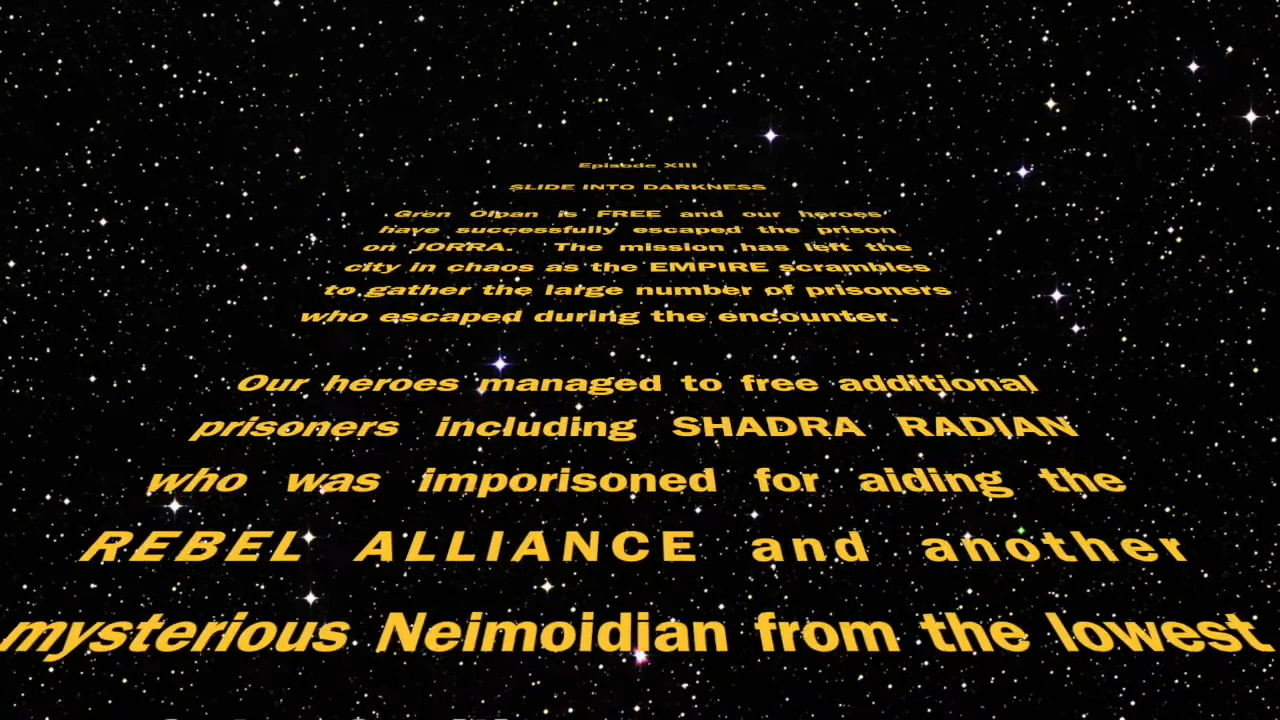 Episode XIII
SLIDE INTO DARKNESS
Gren Olpan is FREE and our heroes
have successfully escaped the prison
on JORRA. The mission has left the
city in chaos as the EMPIRE scrambles
to gather the large number of prisoners
who escaped during the encounter.
Our heroes managed to free additional
prisoners including SHADRA RADIAN
who was imporisoned for aiding the
REBEL ALLIANCE and another
mysterious Neimoidian from the lowest